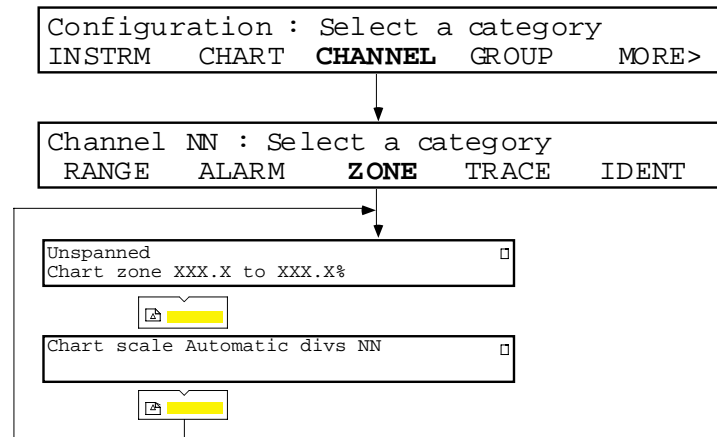 Configuration : Select a category
INSTRM CHART CHANNEL GROUP MORE>
Channel NN : Select a category
RANGE ALARM ZONE TRACE IDENT
Unspanned
Chart zone XXX.X to XXX.X%
Chart scale Automatic divs NN